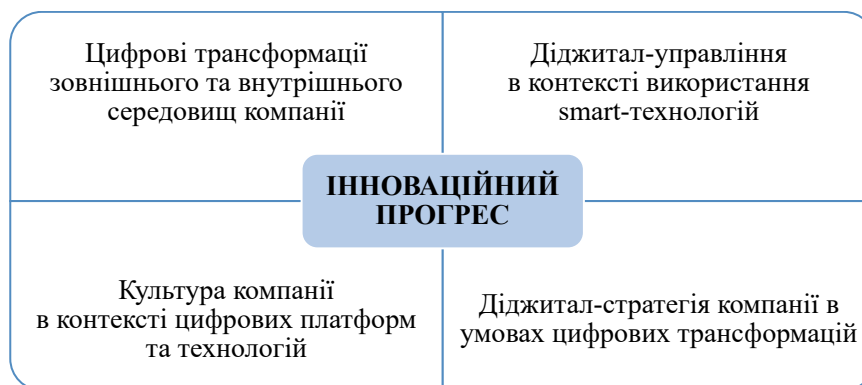 Цифрові трансформації
зовнішнього та внутрішнього
середовищ компанії
Діджитал-управління
в контексті використання
smart-технологій
ІННОВАЦІЙНИЙ
ПРОГРЕС
Культура компанії
в контексті цифрових платформ
та технологій
Діджитал-стратегія компанії в
умовах цифрових трансформацій